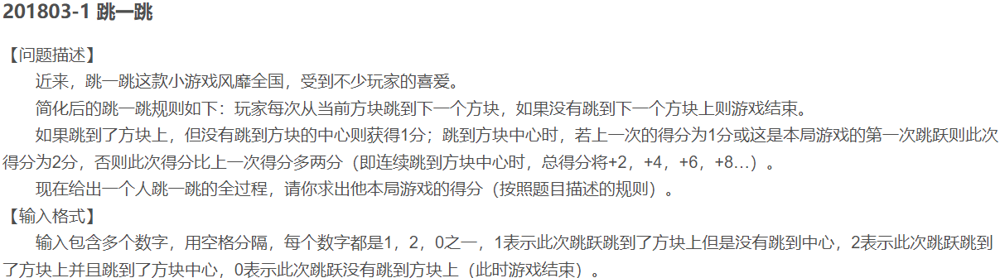 201803-1 跳一跳
【问题描述】
近来，跳一跳这款小游戏风靡全国，受到不少玩家的喜爱。
简化后的跳一跳规则如下：玩家每次从当前方块跳到下一个方块，如果没有跳到下一个方块上则游戏结束。
如果跳到了方块上，但没有跳到方块的中心则获得1分；跳到方块中心时，若上一次的得分为1分或这是本局游戏的第一次跳跃则此次
得分为2分，否则此次得分比上一次得分多两分（即连续跳到方块中心时，总得分将+2，+4，+6，+8...）。
现在给出一个人跳一跳的全过程，请你求出他本局游戏的得分（按照题目描述的规则）。
【输入格式】
输入包含多个数字，用空格分隔，每个数字都是1，2，0之一，1表示此次跳跃跳到了方块上但是没有跳到中心，2表示此次跳跃跳到
了方块上并且跳到了方块中心，0表示此次跳跃没有跳到方块上（此时游戏结束）。